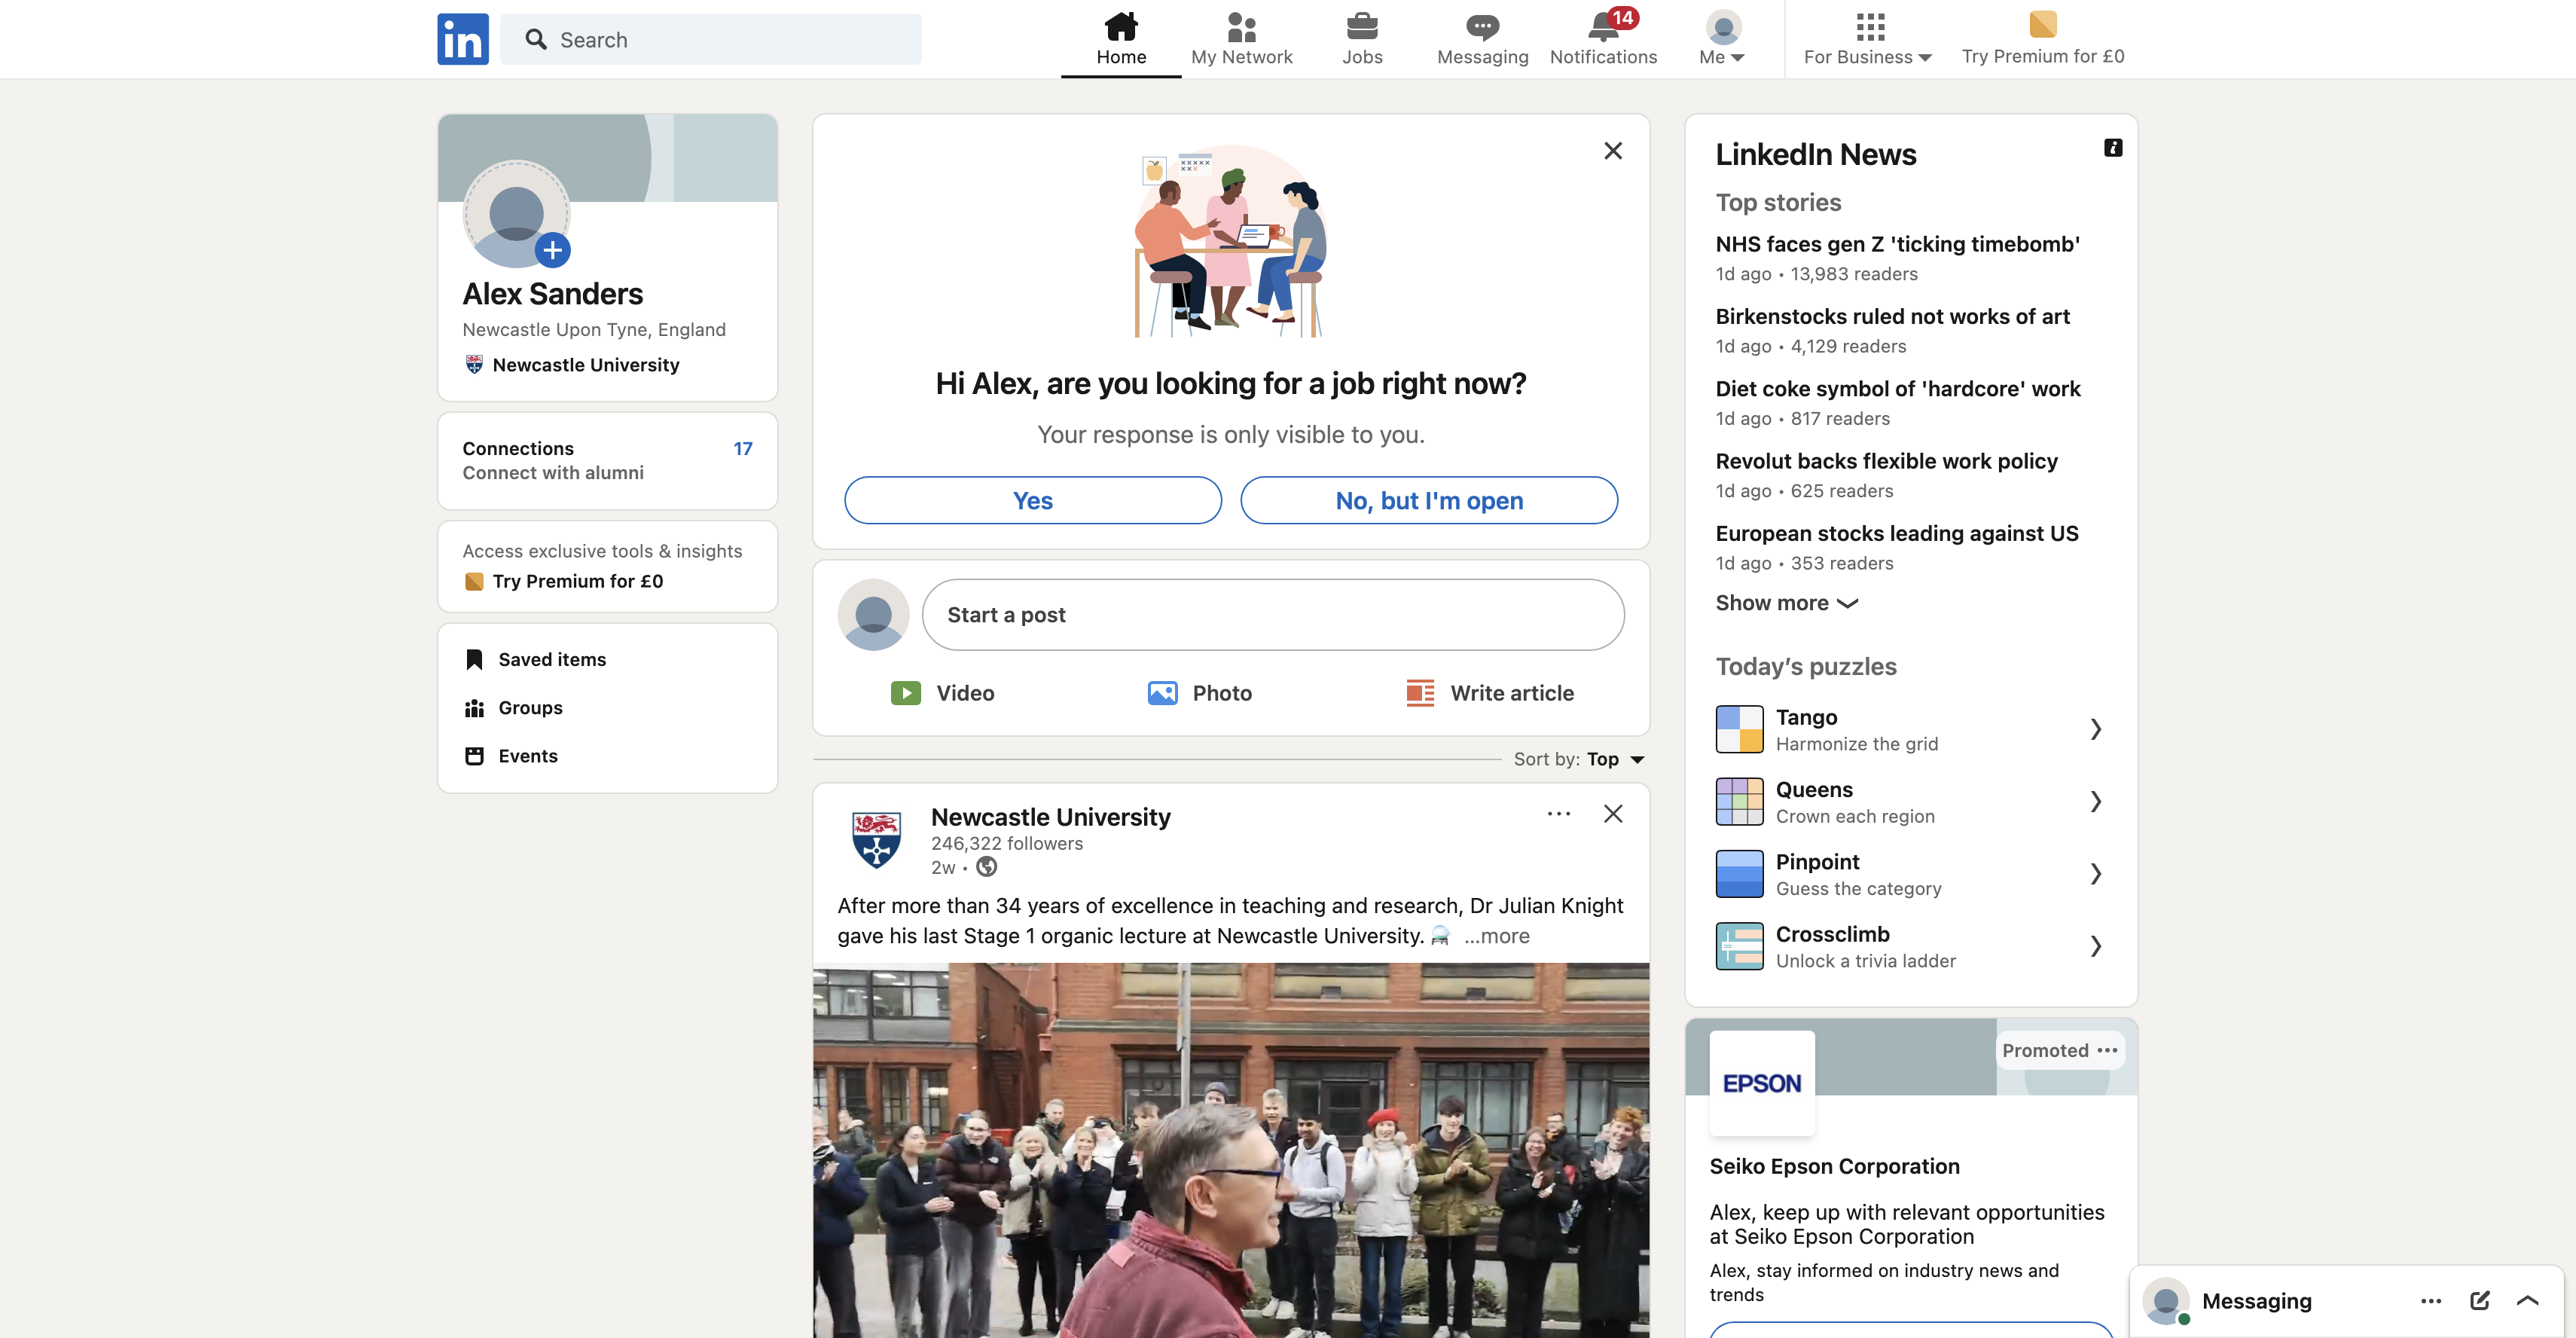 in
Search
Home
My Network
Jobs
Messaging
14
Notifications
Me
For Business
Try Premium for £0
Alex Sanders
Newcastle Upon Tyne, England
Newcastle University
Connections
17
Connect with alumni
Access exclusive tools & insights
Try Premium for £0
Saved items
Groups
Events
Hi Alex, are you looking for a job right now?
Your response is only visible to you.
Yes
No, but I'm open
Start a post
Video
Photo
Write article
Sort by: Top
Newcastle University
246,322 followers
2w •
After more than 34 years of excellence in teaching and research, Dr Julian Knight
gave his last Stage 1 organic lecture at Newcastle University. ...more
LinkedIn News
Top stories
NHS faces gen Z 'ticking timebomb'
1d ago • 13,983 readers
Birkenstocks ruled not works of art
1d ago • 4,129 readers
Diet coke symbol of 'hardcore' work
1d ago • 817 readers
Revolut backs flexible work policy
1d ago • 625 readers
European stocks leading against US
1d ago • 353 readers
Show more
Today’s puzzles
Tango
Harmonize the grid
Queens
Crown each region
Pinpoint
Guess the category
Crossclimb
Unlock a trivia ladder
Promoted
EPSON
Seiko Epson Corporation
Alex, keep up with relevant opportunities
at Seiko Epson Corporation
Alex, stay informed on industry news and
trends
Messaging